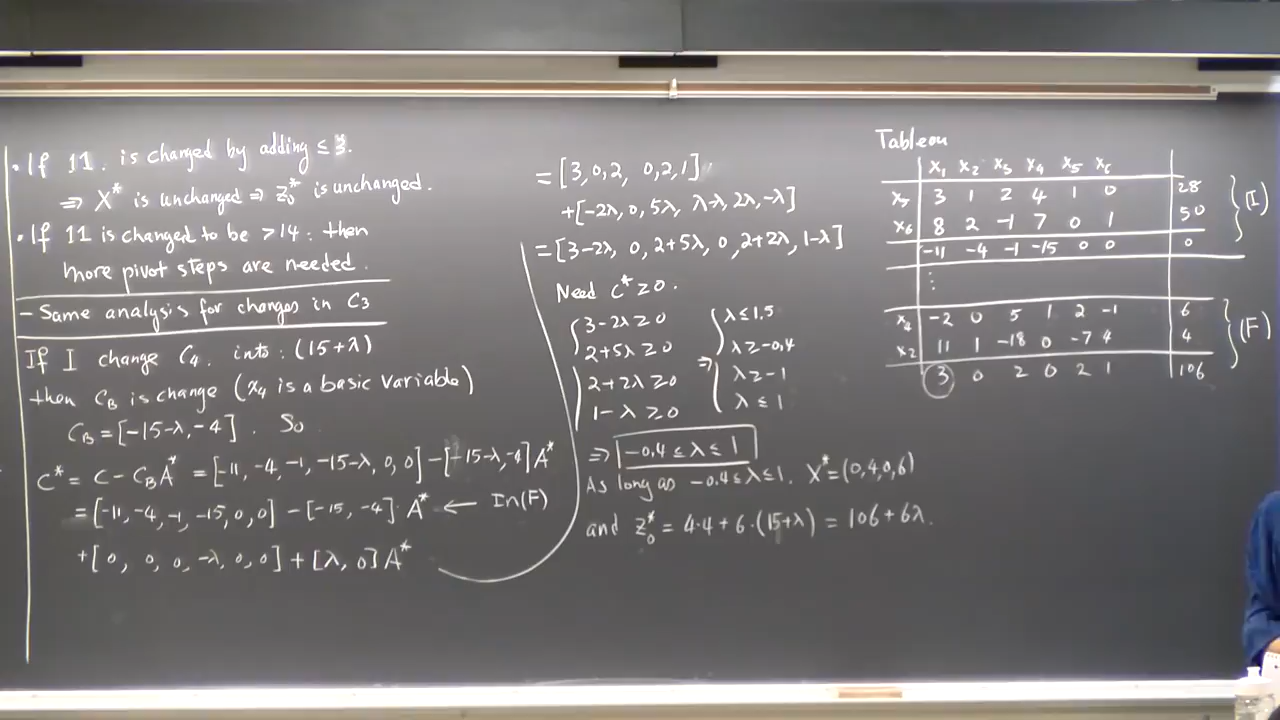 • If 11. is changed by adding ≤ 3.
⇒ X* is unchanged ⇒ Z₀* is unchanged.
• If 11 is changed to be >14 : then
more pivot steps are needed.
- Same analysis for changes in C₃
If I change C₄. into : (15+λ)
then C_B is change (x₄ is a basic variable)
C_B = [-15-λ, -4] . So
C* = C - C_B A* = [-11, -4, -1, -15-λ, 0, 0] - [-15-λ, -4] A*
= [-11, -4, -1, -15, 0, 0] - [-15, -4] A* ← In (F)
+ [0, 0, 0, -λ, 0, 0] + [λ, 0] A*
= [3, 0, 2, 0, 2, 1]
+ [-2λ, 0, 5λ, λ-λ, 2λ, -λ]
= [3-2λ, 0, 2+5λ, 0, 2+2λ, 1-λ]
Need C* ≥ 0.
3-2λ ≥ 0 λ ≤ 1.5
2+5λ ≥ 0 ⇒ λ ≥ -0.4
2+2λ ≥ 0 λ ≥ -1
1-λ ≥ 0 λ ≤ 1
⇒ -0.4 ≤ λ ≤ 1
As long as -0.4 ≤ λ ≤ 1. X* = (0,4,0,6)
and Z₀* = 4·4 + 6·(15+λ) = 106 + 6λ.
Tableau
x₁ x₂ x₃ x₄ x₅ x₆
x₅ 3 1 2 4 1 0 28
x₆ 8 2 -1 7 0 1 50 (I)
-11 -4 -1 -15 0 0 0
⋮
x₄ -2 0 5 1 2 -1 6
x₂ 11 1 -18 0 -7 4 4 (F)
3 0 2 0 2 1 106